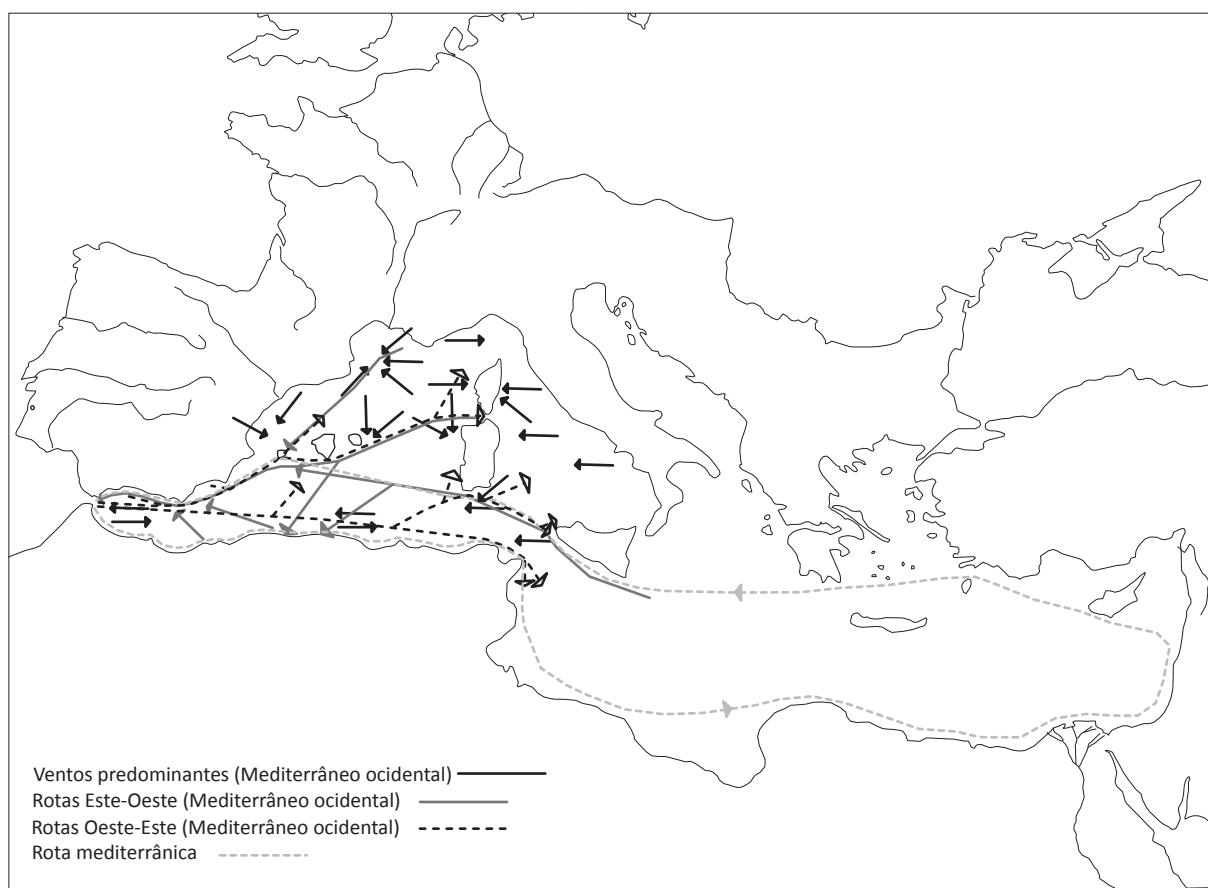 Ventos predominantes (Mediterrâneo ocidental)
Rotas Este-Oeste (Mediterrâneo ocidental)
Rotas Oeste-Este (Mediterrâneo ocidental)
Rota mediterrânica